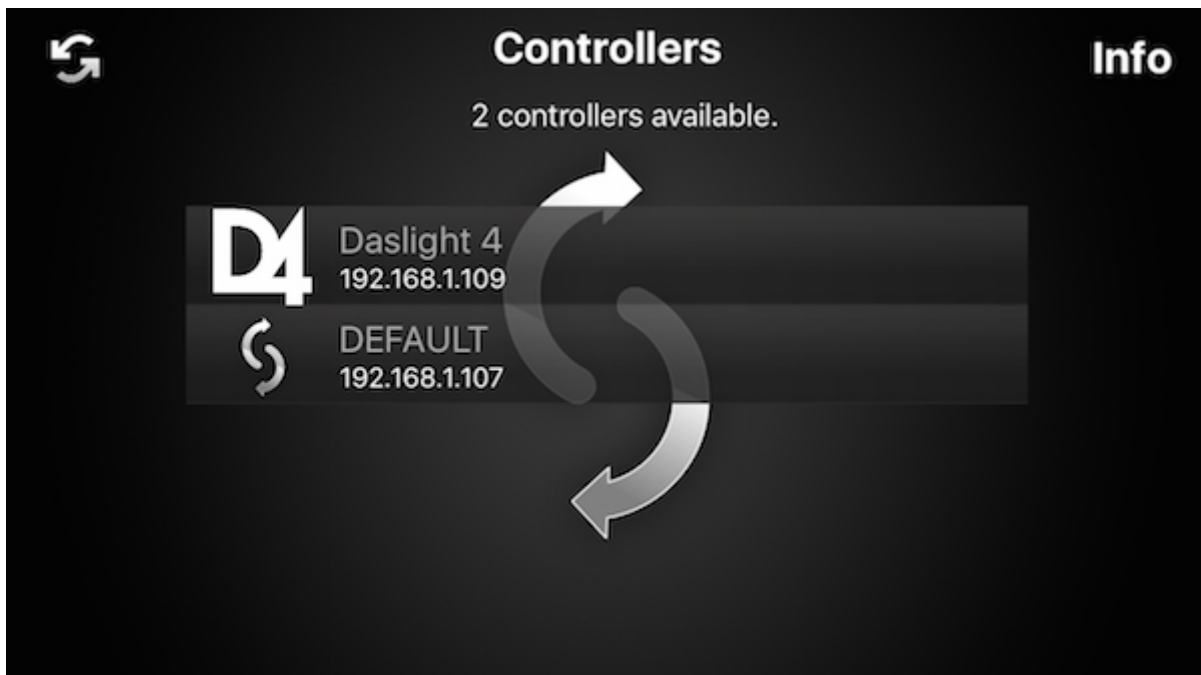 Controllers
Info
2 controllers available.
D4
Daslight 4
192.168.1.109
DEFAULT
192.168.1.107